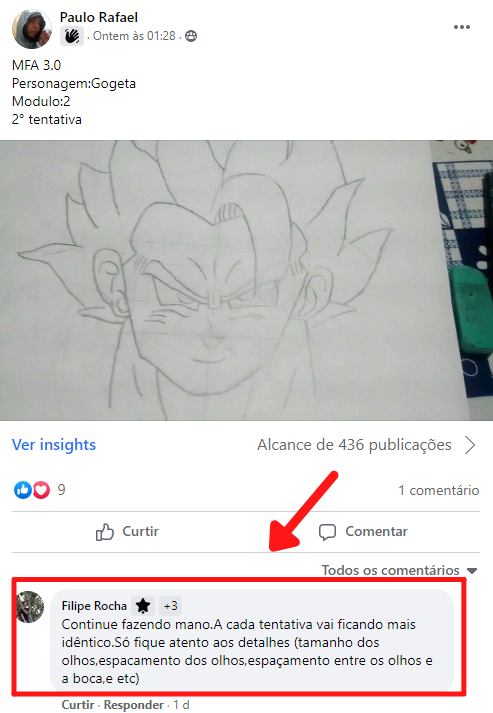 Paulo Rafael
· Ontem às 01:28 ·
MFA 3.0
Personagem:Gogeta
Modulo:2
2° tentativa
Ver insights
Alcance de 436 publicações
9
1 comentário
Curtir
Comentar
Todos os comentários
Filipe Rocha +3
Continue fazendo mano.A cada tentativa vai ficando mais
idêntico.Só fique atento aos detalhes (tamanho dos
olhos,espacamento dos olhos,espaçamento entre os olhos e
a boca,e etc)
Curtir · Responder · 1 d